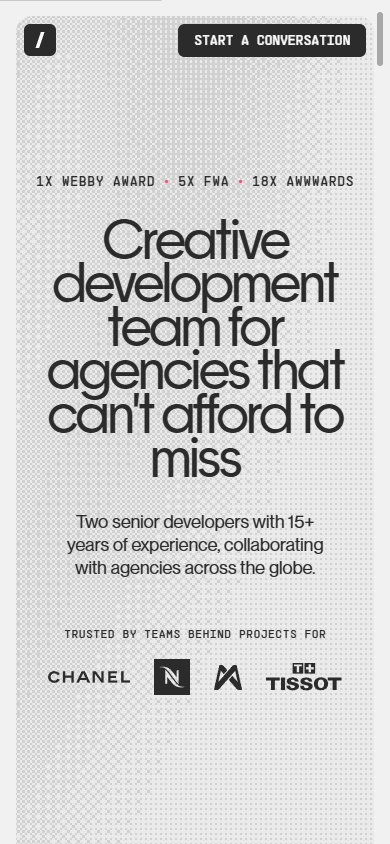 /
START A CONVERSATION
1X WEBBY AWARD • 5X FWA • 18X AWWWARDS
Creative
development
team for
agencies that
can't afford to
miss
Two senior developers with 15+
years of experience, collaborating
with agencies across the globe.
TRUSTED BY TEAMS BEHIND PROJECTS FOR
CHANEL
N
T+
TISSOT